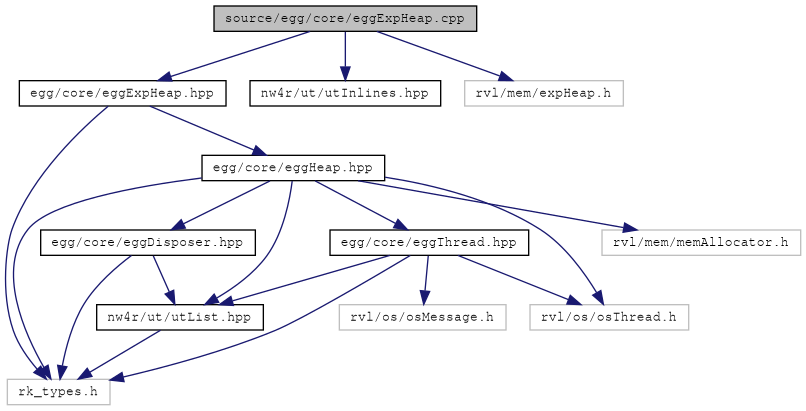 source/egg/core/eggExpHeap.cpp
egg/core/eggExpHeap.hpp
nw4r/ut/utInlines.hpp
rvl/mem/expHeap.h
egg/core/eggHeap.hpp
egg/core/eggDisposer.hpp
egg/core/eggThread.hpp
rvl/mem/memAllocator.h
nw4r/ut/utList.hpp
rvl/os/osMessage.h
rvl/os/osThread.h
rk_types.h